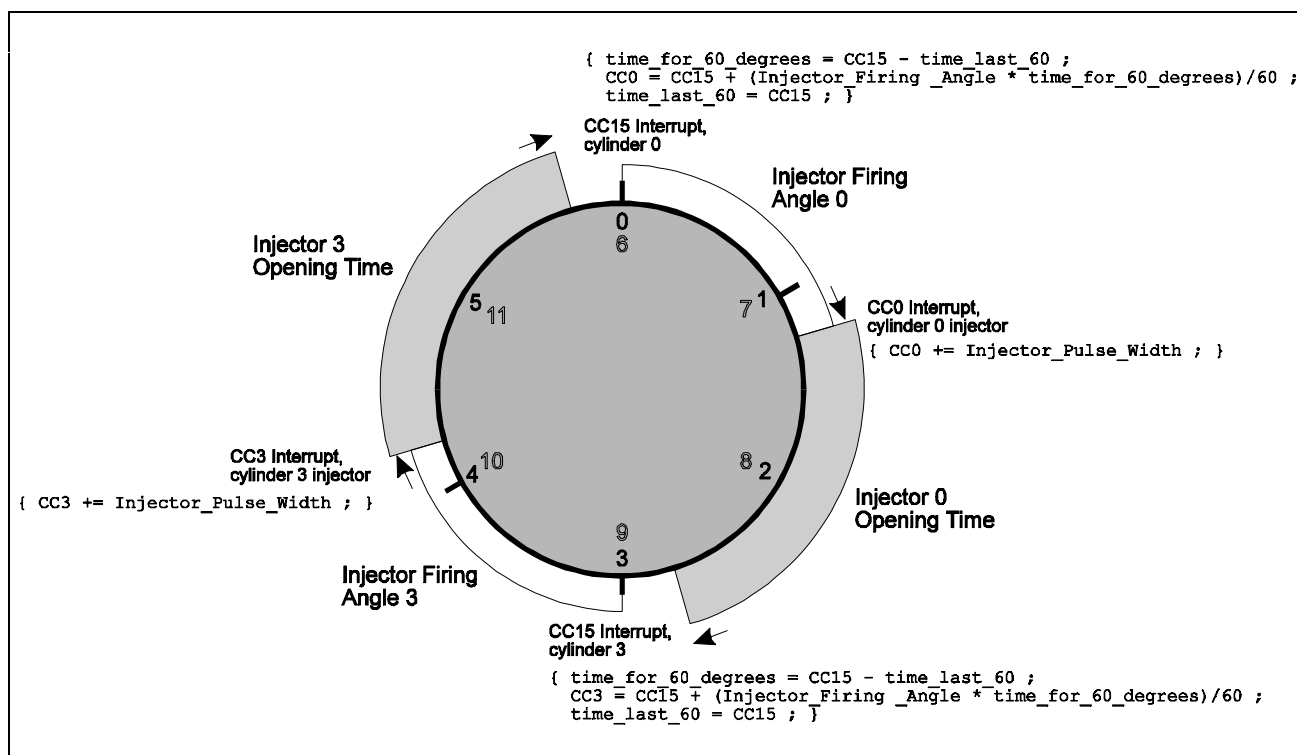 { time_for_60_degrees = CC15 - time_last_60 ;
CC0 = CC15 + (Injector_Firing _Angle * time_for_60_degrees)/60 ;
time_last_60 = CC15 ; }
CC15 Interrupt,
cylinder 0
Injector Firing
Angle 0
0
6
Injector 3
Opening Time
5
11
1
7
CC0 Interrupt,
cylinder 0 injector
{ CC0 += Injector_Pulse_Width ; }
CC3 Interrupt,
cylinder 3 injector
{ CC3 += Injector_Pulse_Width ; }
4
10
8
2
Injector 0
Opening Time
9
3
Injector Firing
Angle 3
CC15 Interrupt,
cylinder 3
{ time_for_60_degrees = CC15 - time_last_60 ;
CC3 = CC15 + (Injector_Firing _Angle * time_for_60_degrees)/60 ;
time_last_60 = CC15 ; }